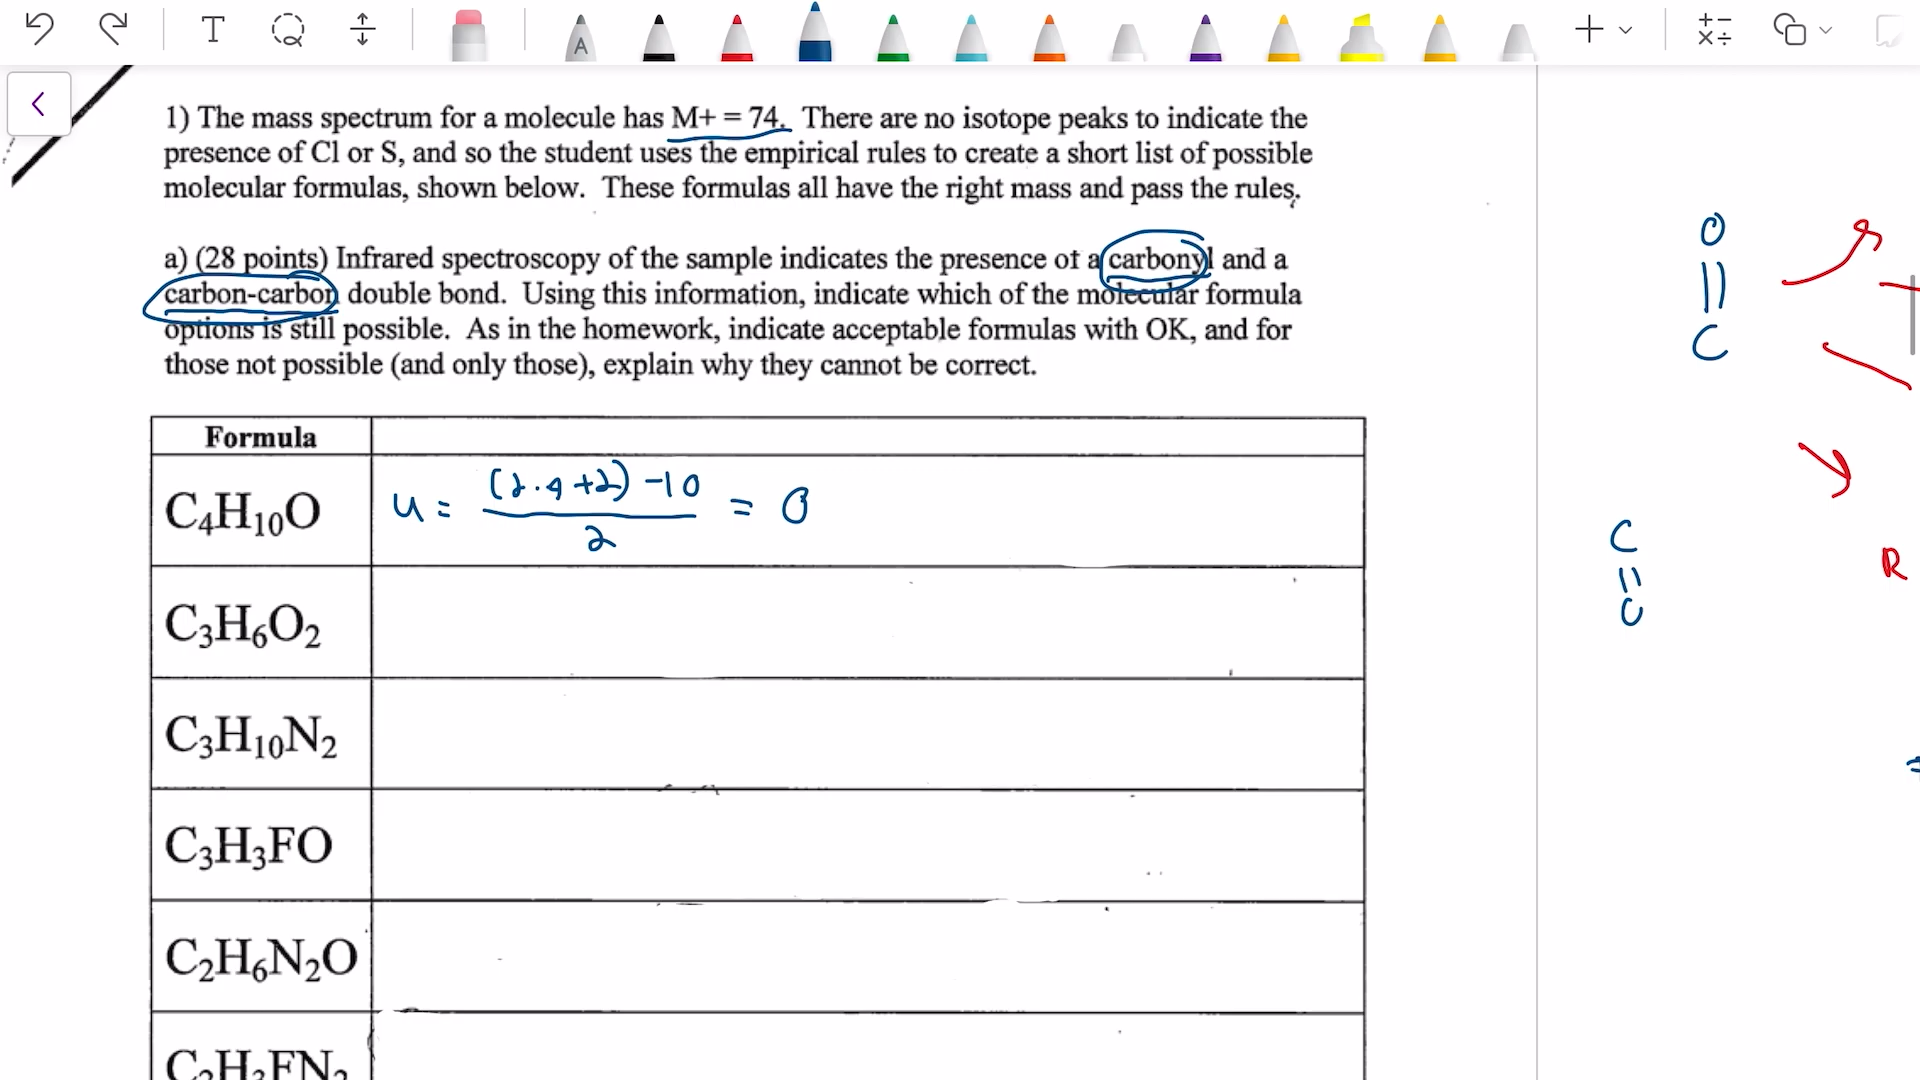 T
A
1) The mass spectrum for a molecule has M+ = 74. There are no isotope peaks to indicate the
presence of Cl or S, and so the student uses the empirical rules to create a short list of possible
molecular formulas, shown below. These formulas all have the right mass and pass the rules.
a) (28 points) Infrared spectroscopy of the sample indicates the presence of a carbonyl and a
carbon-carbon double bond. Using this information, indicate which of the molecular formula
options is still possible. As in the homework, indicate acceptable formulas with OK, and for
those not possible (and only those), explain why they cannot be correct.
Formula
C₄H₁₀O
u = (2·4+2) -10 / 2 = 0
C₃H₆O₂
C₃H₁₀N₂
C₃H₃FO
C₂H₆N₂O
O
||
C
C
||
C
R